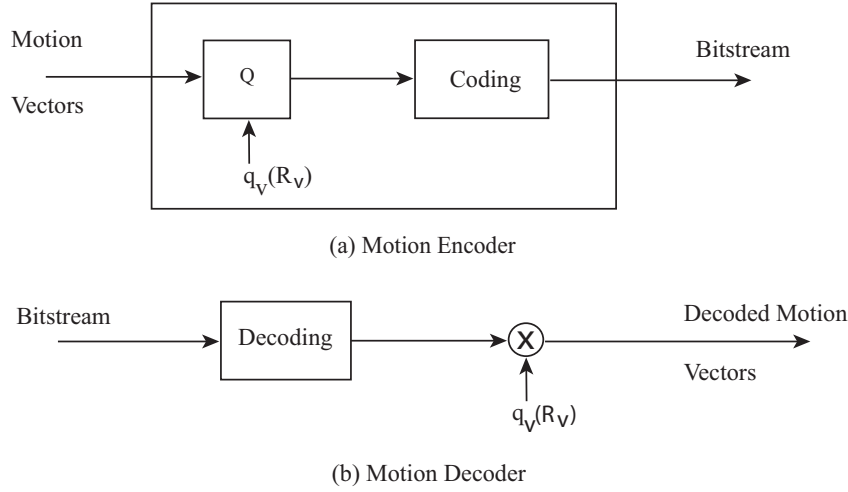 Motion
Vectors
Q
Coding
Bitstream
q_v(R_v)
(a) Motion Encoder
Bitstream
Decoding
X
Decoded Motion
Vectors
q_v(R_v)
(b) Motion Decoder